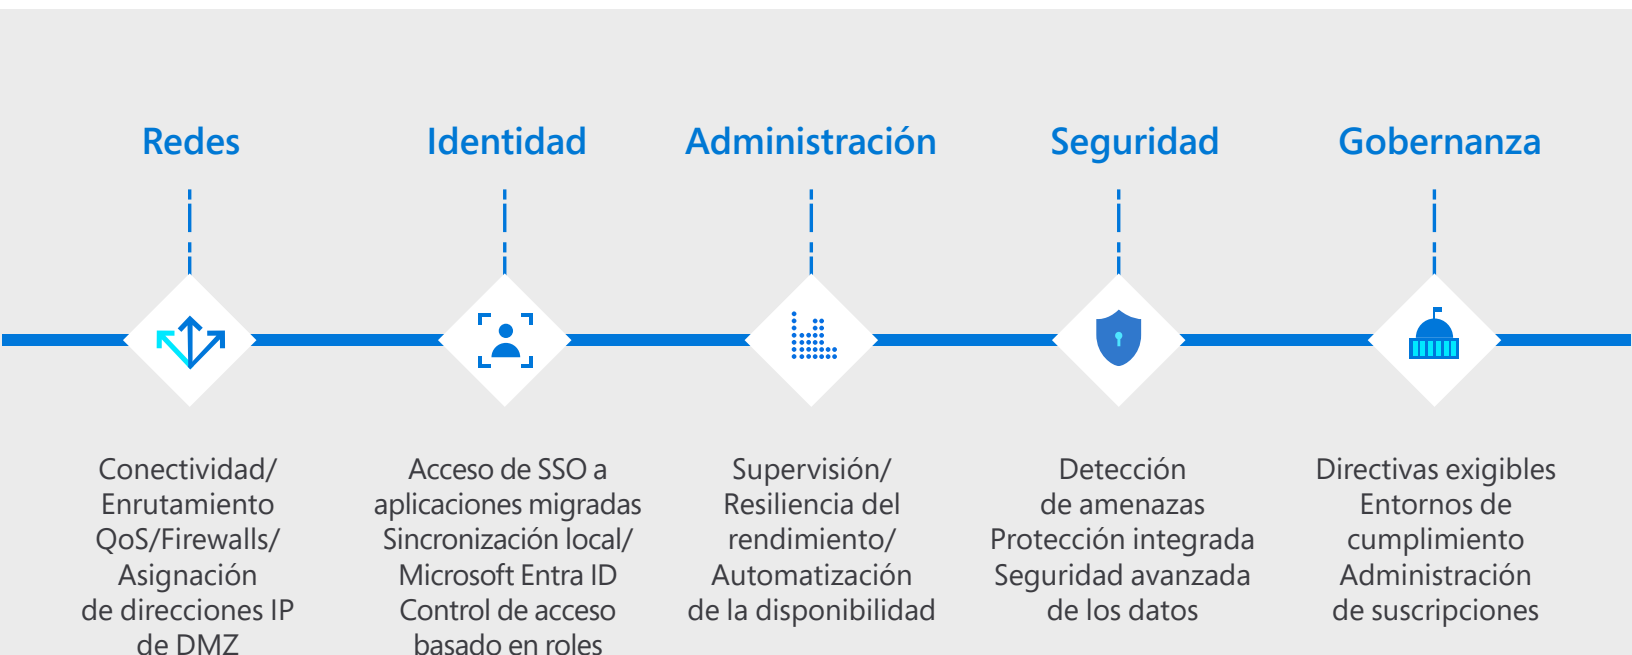 Redes
Conectividad/
Enrutamiento
QoS/Firewalls/
Asignación
de direcciones IP
de DMZ
Identidad
Acceso de SSO a
aplicaciones migradas
Sincronización local/
Microsoft Entra ID
Control de acceso
basado en roles
Administración
Supervisión/
Resiliencia del
rendimiento/
Automatización
de la disponibilidad
Seguridad
Detección
de amenazas
Protección integrada
Seguridad avanzada
de los datos
Gobernanza
Directivas exigibles
Entornos de
cumplimiento
Administración
de suscripciones